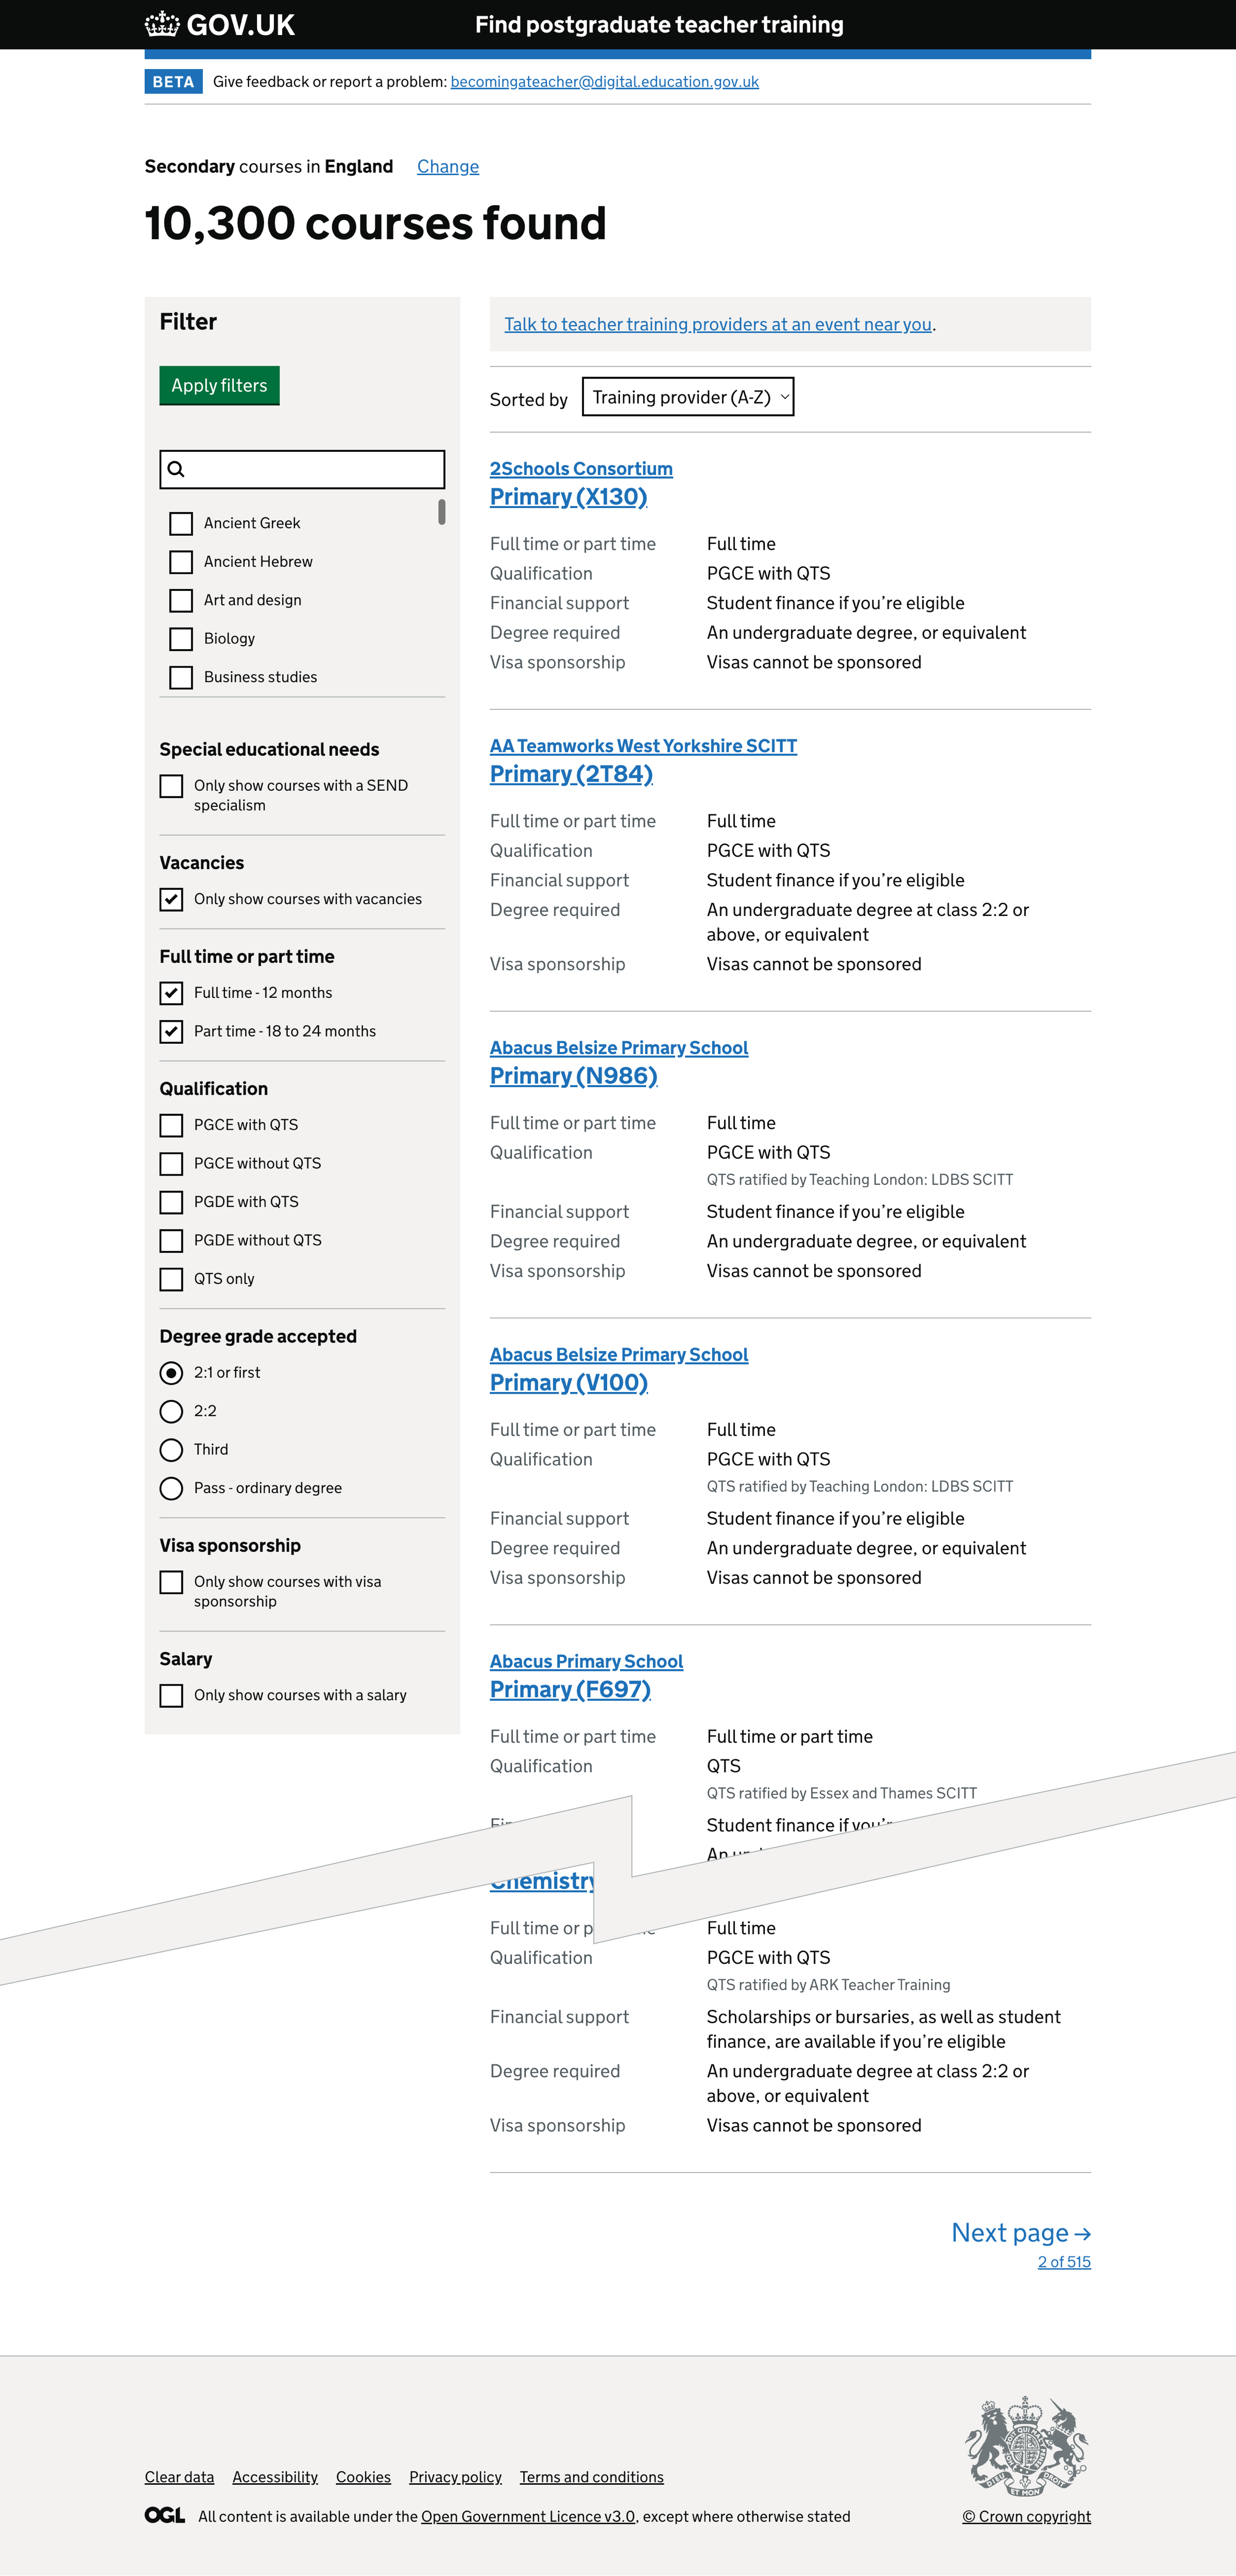 GOV.UK
Find postgraduate teacher training
BETA
Give feedback or report a problem: becomingateacher@digital.education.gov.uk
Secondary courses in England Change
10,300 courses found
Filter
Apply filters
Ancient Greek
Ancient Hebrew
Art and design
Biology
Business studies
Special educational needs
Only show courses with a SEND
specialism
Vacancies
Only show courses with vacancies
Full time or part time
Full time - 12 months
Part time - 18 to 24 months
Qualification
PGCE with QTS
PGCE without QTS
PGDE with QTS
PGDE without QTS
QTS only
Degree grade accepted
2:1 or first
2:2
Third
Pass - ordinary degree
Visa sponsorship
Only show courses with visa
sponsorship
Salary
Only show courses with a salary
Talk to teacher training providers at an event near you.
Sorted by Training provider (A-Z)
2Schools Consortium
Primary (X130)
Full time or part time Full time
Qualification PGCE with QTS
Financial support Student finance if you’re eligible
Degree required An undergraduate degree, or equivalent
Visa sponsorship Visas cannot be sponsored
AA Teamworks West Yorkshire SCITT
Primary (2T84)
Full time or part time Full time
Qualification PGCE with QTS
Financial support Student finance if you’re eligible
Degree required An undergraduate degree at class 2:2 or
above, or equivalent
Visa sponsorship Visas cannot be sponsored
Abacus Belsize Primary School
Primary (N986)
Full time or part time Full time
Qualification PGCE with QTS
QTS ratified by Teaching London: LDBS SCITT
Financial support Student finance if you’re eligible
Degree required An undergraduate degree, or equivalent
Visa sponsorship Visas cannot be sponsored
Abacus Belsize Primary School
Primary (V100)
Full time or part time Full time
Qualification PGCE with QTS
QTS ratified by Teaching London: LDBS SCITT
Financial support Student finance if you’re eligible
Degree required An undergraduate degree, or equivalent
Visa sponsorship Visas cannot be sponsored
Abacus Primary School
Primary (F697)
Full time or part time Full time or part time
Qualification QTS
QTS ratified by Essex and Thames SCITT
Student finance if
An
Chemistry
Full time or Full time
Qualification PGCE with QTS
QTS ratified by ARK Teacher Training
Financial support Scholarships or bursaries, as well as student
finance, are available if you’re eligible
Degree required An undergraduate degree at class 2:2 or
above, or equivalent
Visa sponsorship Visas cannot be sponsored
Next page →
2 of 515
Clear data Accessibility Cookies Privacy policy Terms and conditions
OGL All content is available under the Open Government Licence v3.0, except where otherwise stated
© Crown copyright